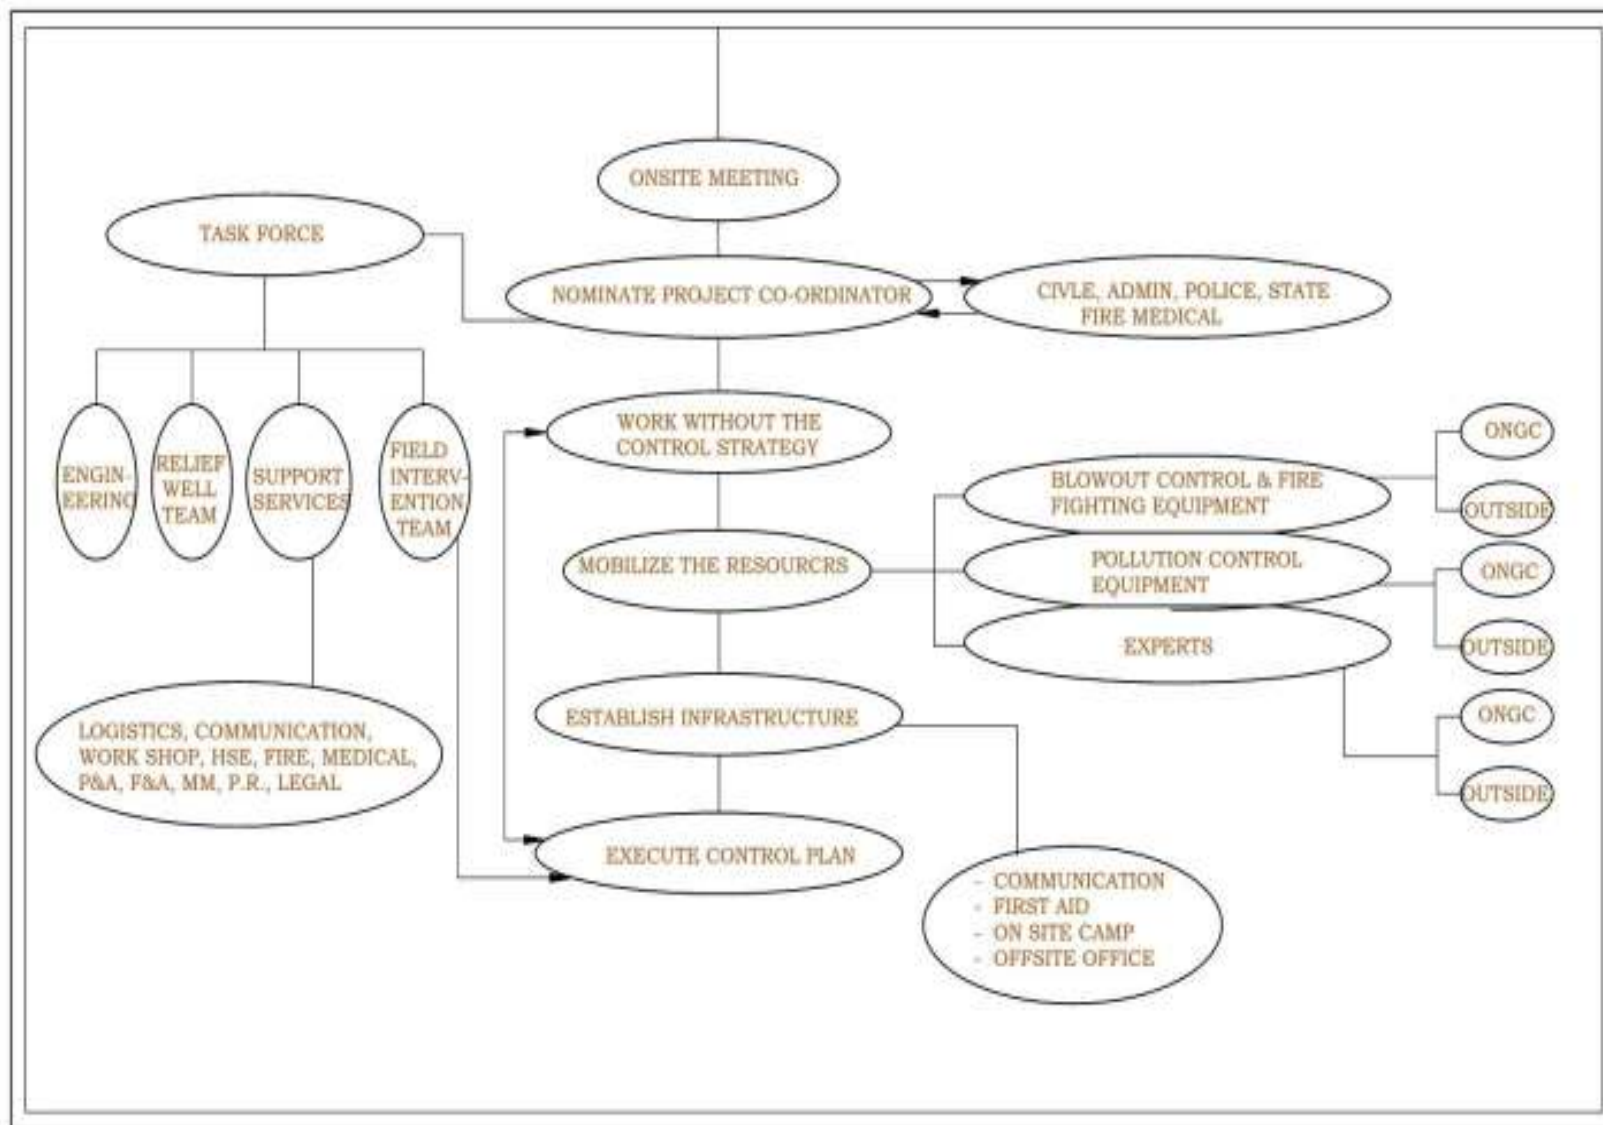 ONSITE MEETING
TASK FORCE
NOMINATE PROJECT CO-ORDINATOR
CIVLE, ADMIN, POLICE, STATE
FIRE MEDICAL
WORK WITHOUT THE
CONTROL STRATEGY
ENGIN-
EERING
RELIEF
WELL
TEAM
SUPPORT
SERVICES
FIELD
INTERV-
ENTION
TEAM
BLOWOUT CONTROL & FIRE
FIGHTING EQUIPMENT
ONGC
OUTSIDE
MOBILIZE THE RESOURCRS
POLLUTION CONTROL
EQUIPMENT
ONGC
OUTSIDE
EXPERTS
ONGC
OUTSIDE
LOGISTICS, COMMUNICATION,
WORK SHOP, HSE, FIRE, MEDICAL,
P&A, F&A, MM, P.R., LEGAL
ESTABLISH INFRASTRUCTURE
EXECUTE CONTROL PLAN
- COMMUNICATION
- FIRST AID
- ON SITE CAMP
- OFFSITE OFFICE